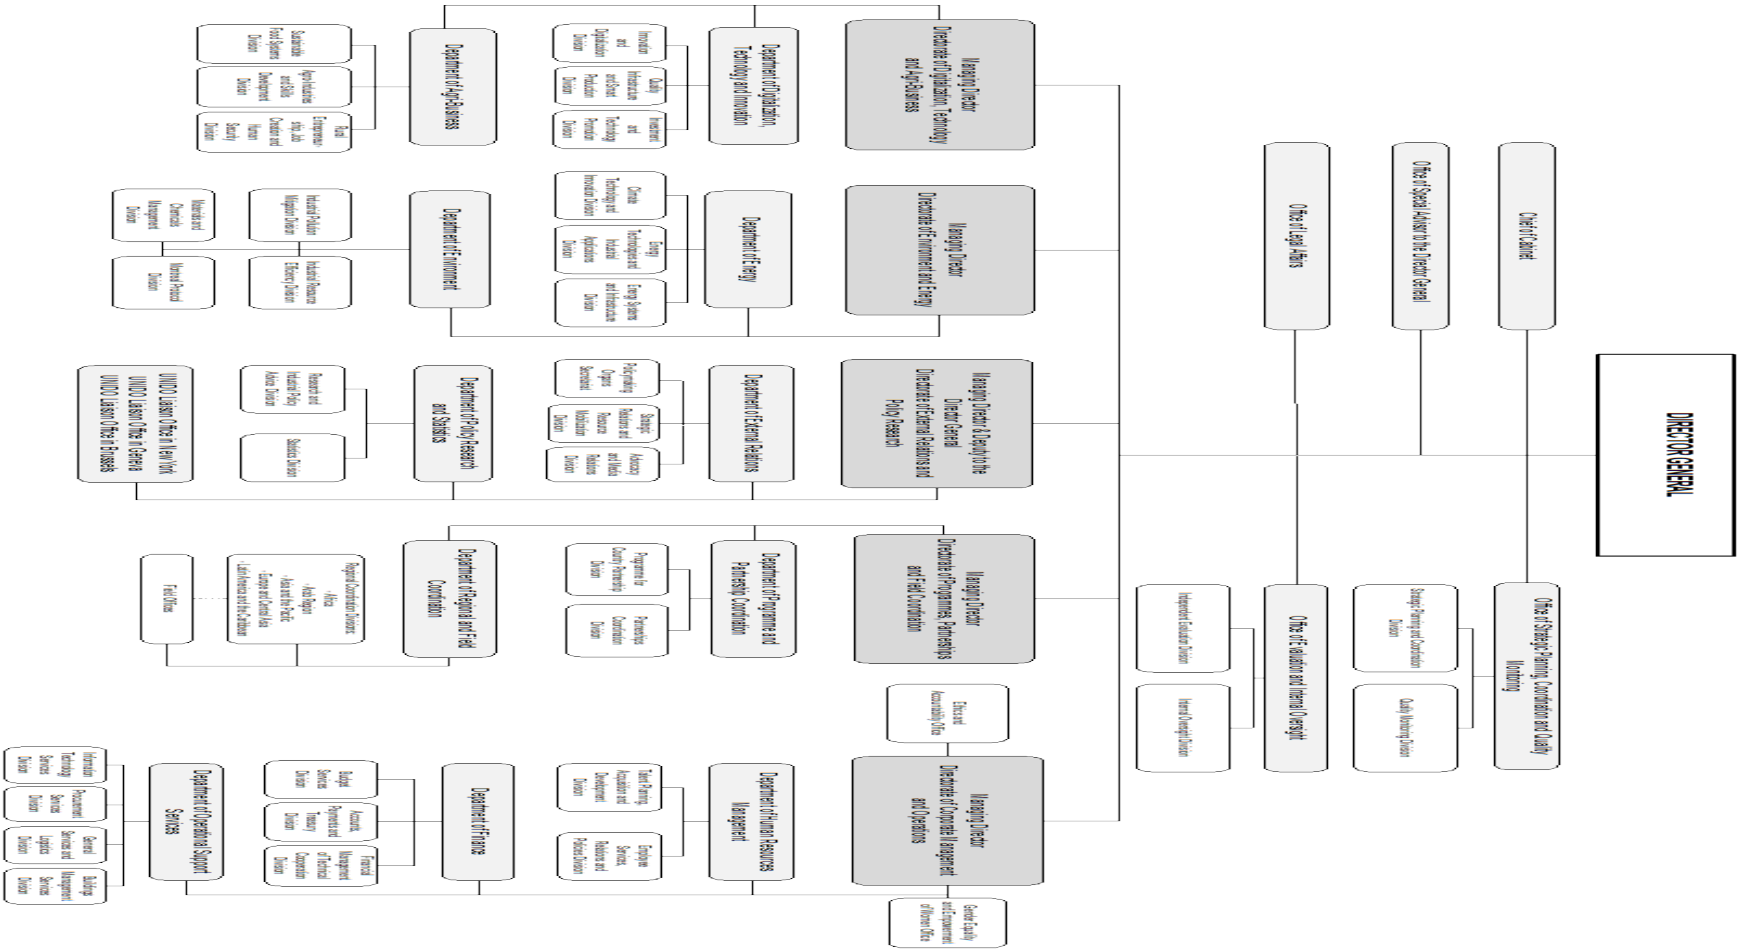 DIRECTOR GENERAL
Chief of Cabinet
Office of Strategic Planning, Coordination and Quality
Monitoring
Strategic Planning and Coordination
Division
Quality Monitoring Division
Office of Special Advisor to the Director General
Office of Legal Affairs
Office of Evaluation and Internal Oversight
Independent Evaluation Division
Internal Oversight Division
Managing Director
Directorate of Digitalization, Technology
and Agri-Business
Department of Digitalization,
Technology and Innovation
Innovation
and
Digitalization
Division
Quality
Infrastructure
and Smart
Production
Division
Investment
and
Technology
Promotion
Division
Department of Agri-Business
Sustainable
Food Systems
Division
Agro-Industries
and Skills
Development
Division
Rural
Entrepreneur-
ship, Job
Creation and
Human
Security
Division
Managing Director
Directorate of Environment and Energy
Department of Energy
Climate
Technology and
Innovation Division
Energy
Technologies and
Industrial
Applications
Division
Energy Systems
and Infrastructure
Division
Department of Environment
Industrial Pollution
Mitigation Division
Industrial Resource
Efficiency Division
Materials and
Chemicals
Management
Division
Montreal Protocol
Division
Managing Director & Deputy to the
Director General
Directorate of External Relations and
Policy Research
Department of External Relations
Policymaking
Organs
Secretariat
Strategic
Relations and
Resource
Mobilization
Division
Advocacy
and Media
Relations
Division
Department of Policy Research
and Statistics
Research and
Industrial Policy
Advice Division
Statistics Division
UNIDO Liaison Office in New York
UNIDO Liaison Office in Geneva
UNIDO Liaison Office in Brussels
Managing Director
Directorate of Programmes, Partnerships
and Field Coordination
Department of Programme and
Partnership Coordination
Programme for
Country Partnership
Division
Partnerships
Coordination
Division
Department of Regional and Field
Coordination
Regional Coordination Divisions:
- Africa
- Arab Region
- Asia and the Pacific
- Europe and Central Asia
- Latin America and the Caribbean
Field Offices
Ethics and
Accountability Office
Managing Director
Directorate of Corporate Management
and Operations
Gender Equality
and Empowerment
of Women Office
Department of Human Resources
Management
Talent Planning,
Acquisition and
Development
Division
Employee
Services,
Relations and
Policies Division
Department of Finance
Budget
Services
Division
Accounts,
Payments and
Treasury
Division
Financial
Management
of Technical
Cooperation
Division
Department of Operational Support
Services
Information
Technology
Services
Division
Procurement
Services
Division
General
Services and
Logistics
Division
Buildings
Management
Services
Division